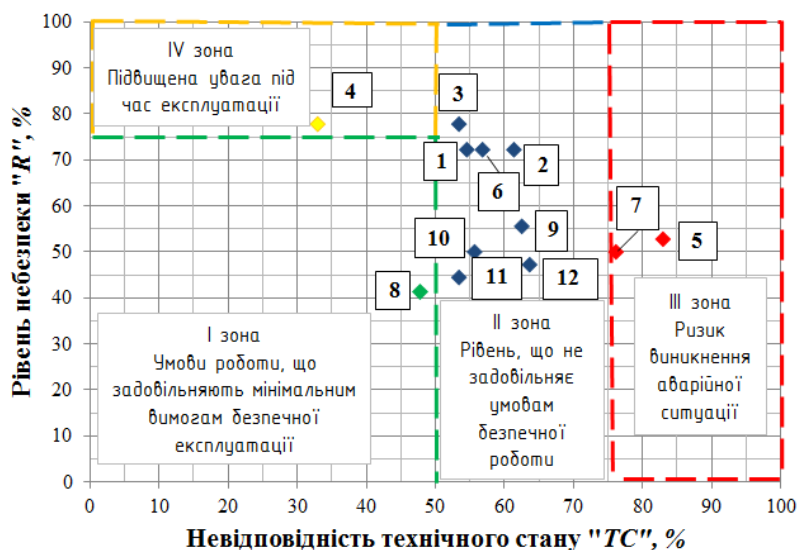 Рівень небезпеки "R", %
100
90
80
70
60
50
40
30
20
10
0
IV зона
Підвищена увага під
час експлуатації
4
3
1
2
6
7
10
9
5
8
11
12
I зона
Умови роботи, що
задовільняють мінімальним
вимогам безпечної
експлуатації
II зона
Рівень, що не
задовільняє
умовам
безпечної
роботи
III зона
Ризик
виникнення
аварійної
ситуації
0 10 20 30 40 50 60 70 80 90 100
Невідповідність технічного стану "ТС", %